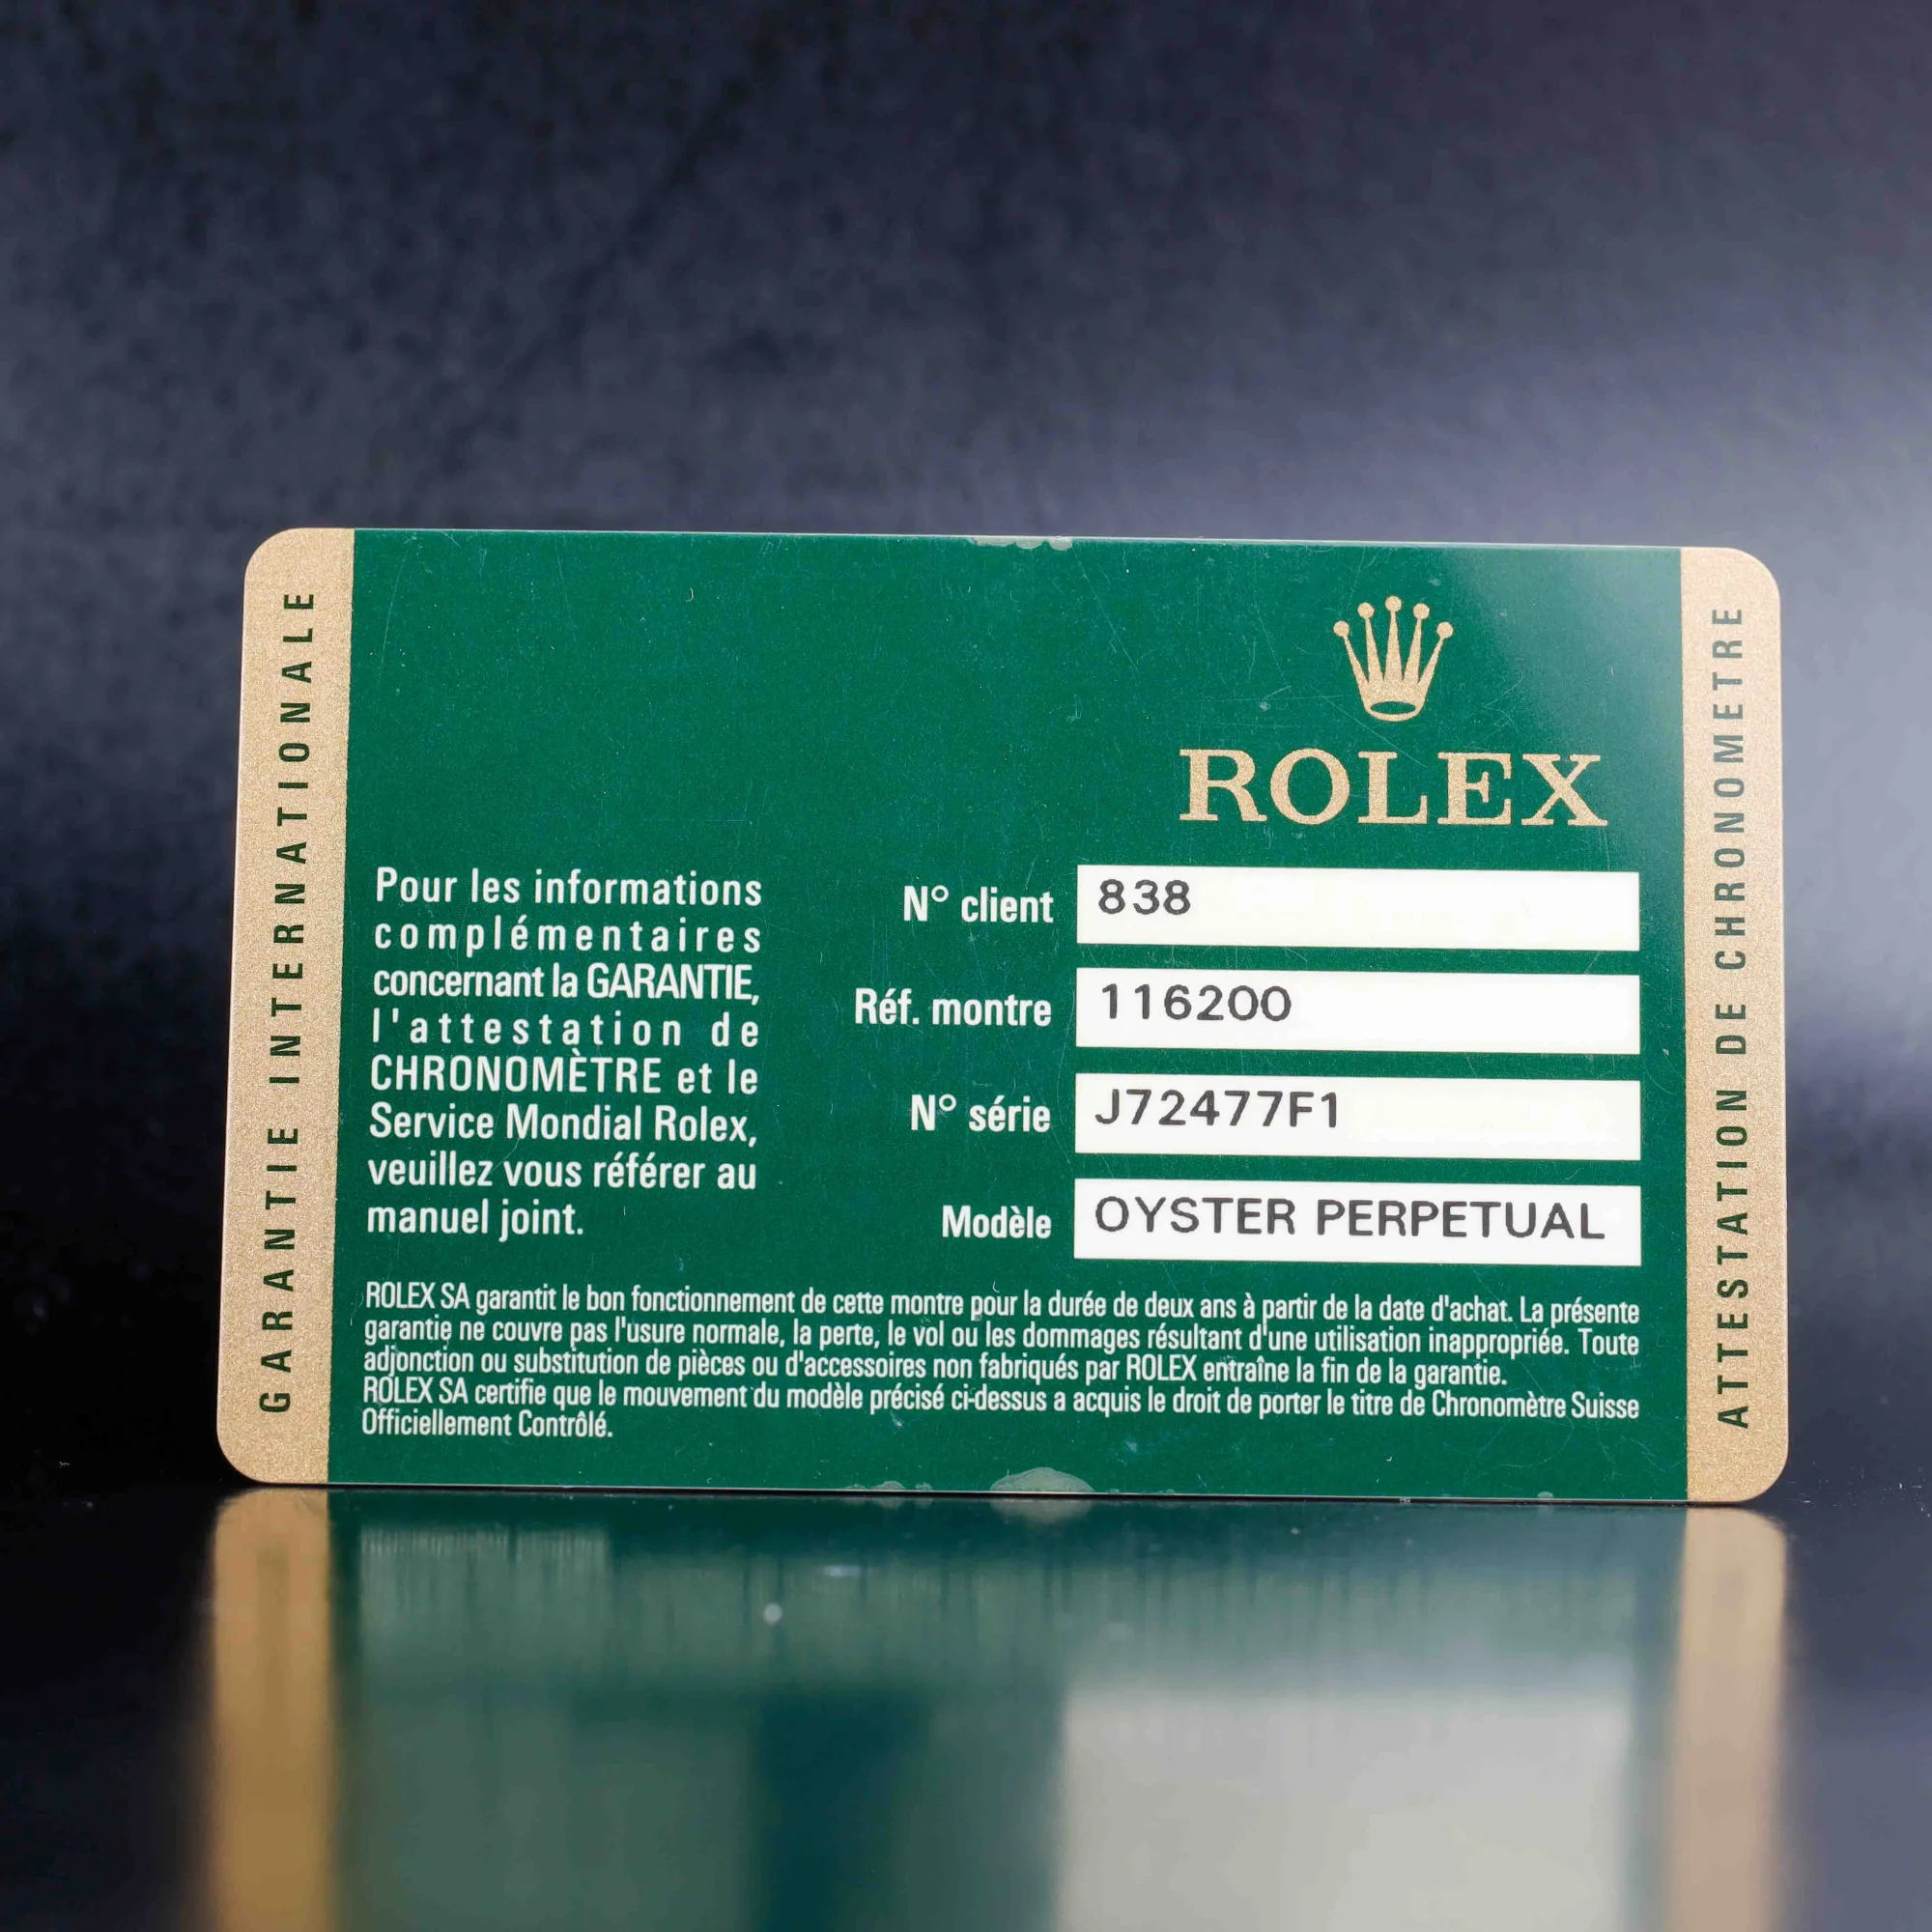 GARANTIE INTERNATIONALE
ROLEX
Pour les informations
complémentaires
concernant la GARANTIE,
l'attestation de
CHRONOMÈTRE et le
Service Mondial Rolex,
veuillez vous référer au
manuel joint.
N° client 838
Réf. montre 116200
N° série J72477F1
Modèle OYSTER PERPETUAL
ROLEX SA garantit le bon fonctionnement de cette montre pour la durée de deux ans à partir de la date d'achat. La présente
garantie ne couvre pas l'usure normale, la perte, le vol ou les dommages résultant d'une utilisation inappropriée. Toute
adjonction ou substitution de pièces ou d'accessoires non fabriqués par ROLEX entraîne la fin de la garantie.
ROLEX SA certifie que le mouvement du modèle précisé ci-dessus a acquis le droit de porter le titre de Chronomètre Suisse
Officiellement Contrôlé.
ATTESTATION DE CHRONOMETRE